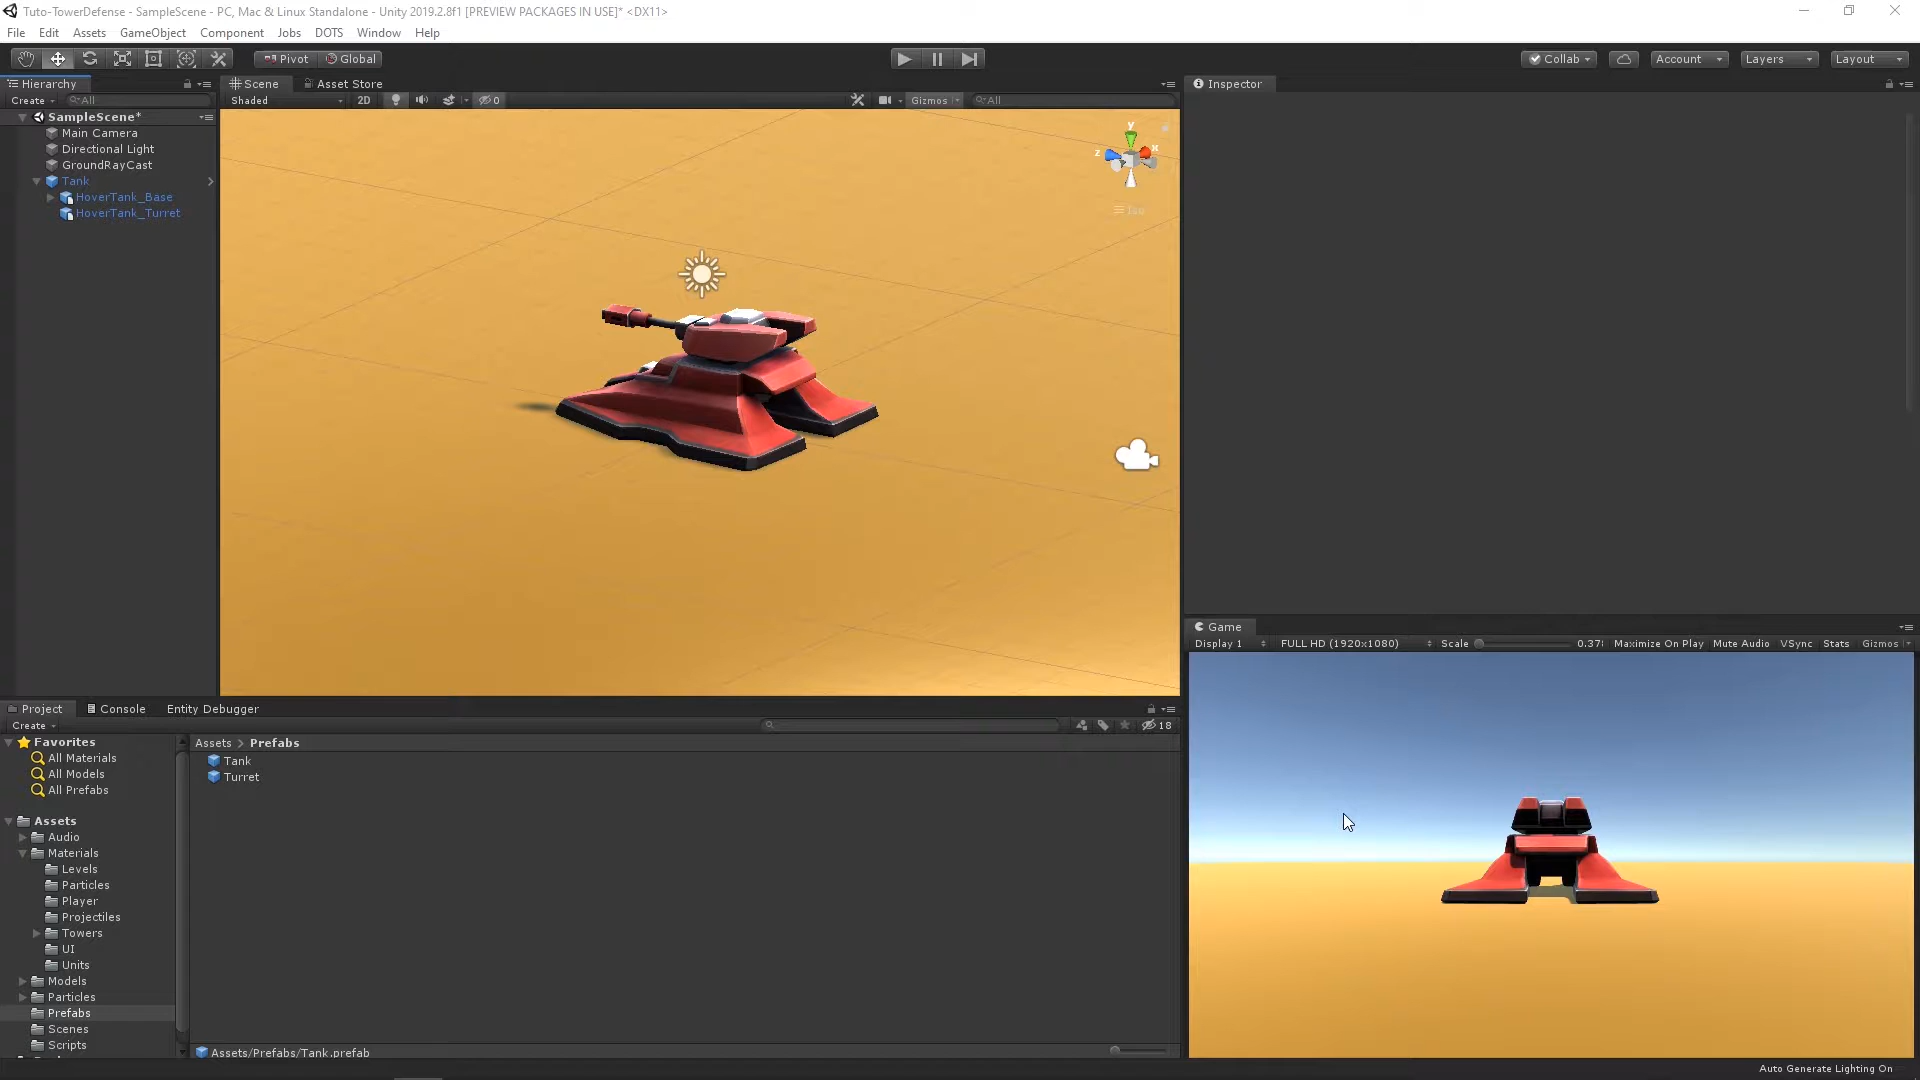 Tuto-TowerDefense - SampleScene - PC, Mac & Linux Standalone - Unity 2019.2.8f1 [PREVIEW PACKAGES IN USE]* <DX11>
File Edit Assets GameObject Component Jobs DOTS Window Help
Pivot Global Collab Account Layers Layout
Hierarchy
Create All
SampleScene*
Main Camera
Directional Light
GroundRayCast
Tank
HoverTank_Base
HoverTank_Turret
Scene Asset Store
Shaded 2D 0 Gizmos All
y
x
z
Iso
Inspector
Game
Display 1 FULL HD (1920x1080) Scale 0.37 Maximize On Play Mute Audio VSync Stats Gizmos
Project Console Entity Debugger
Create 18
Favorites
All Materials
All Models
All Prefabs
Assets
Audio
Materials
Levels
Particles
Player
Projectiles
Towers
UI
Units
Models
Particles
Prefabs
Scenes
Scripts
Assets > Prefabs
Tank
Turret
Assets/Prefabs/Tank.prefab
Auto Generate Lighting On